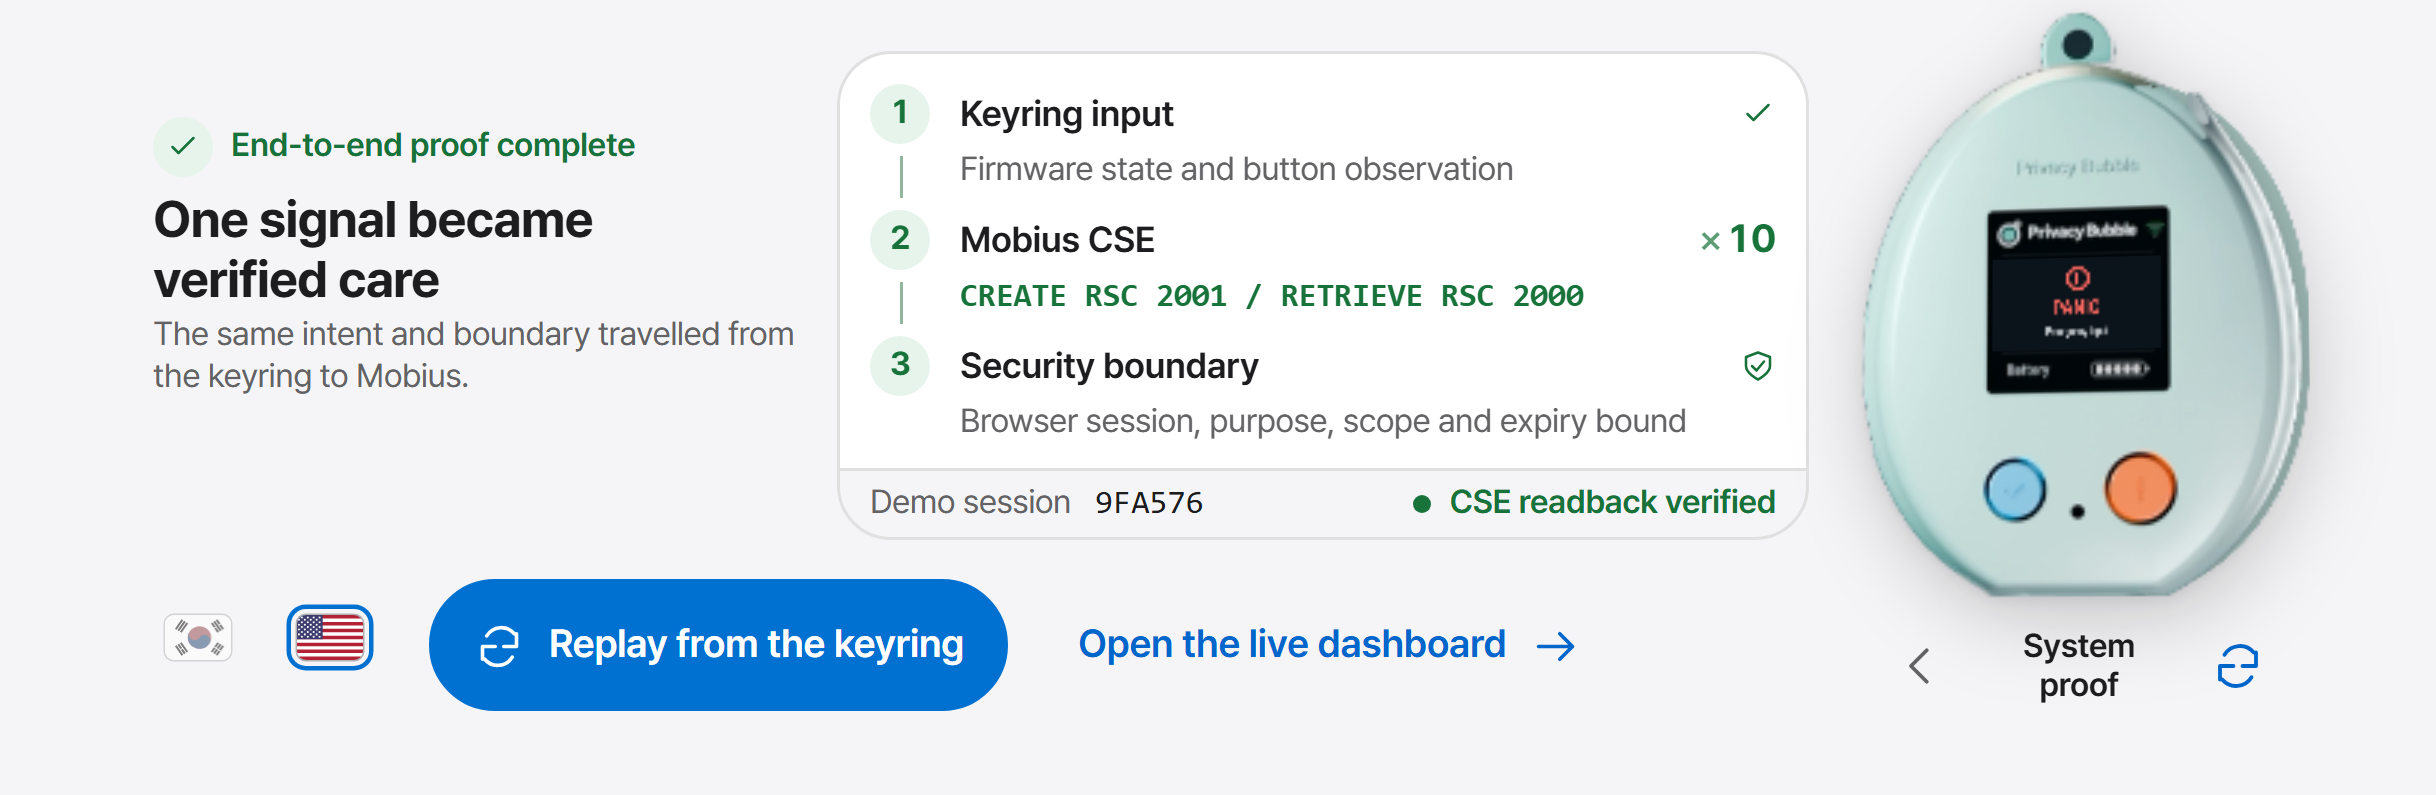 End-to-end proof complete
One signal became
verified care
The same intent and boundary travelled from
the keyring to Mobius.
1 Keyring input
Firmware state and button observation
2 Mobius CSE × 10
CREATE RSC 2001 / RETRIEVE RSC 2000
3 Security boundary
Browser session, purpose, scope and expiry bound
Demo session 9FA576 CSE readback verified
Replay from the keyring
Open the live dashboard
Privacy Bubble
Privacy Bubble
PANIC
Battery
System
proof